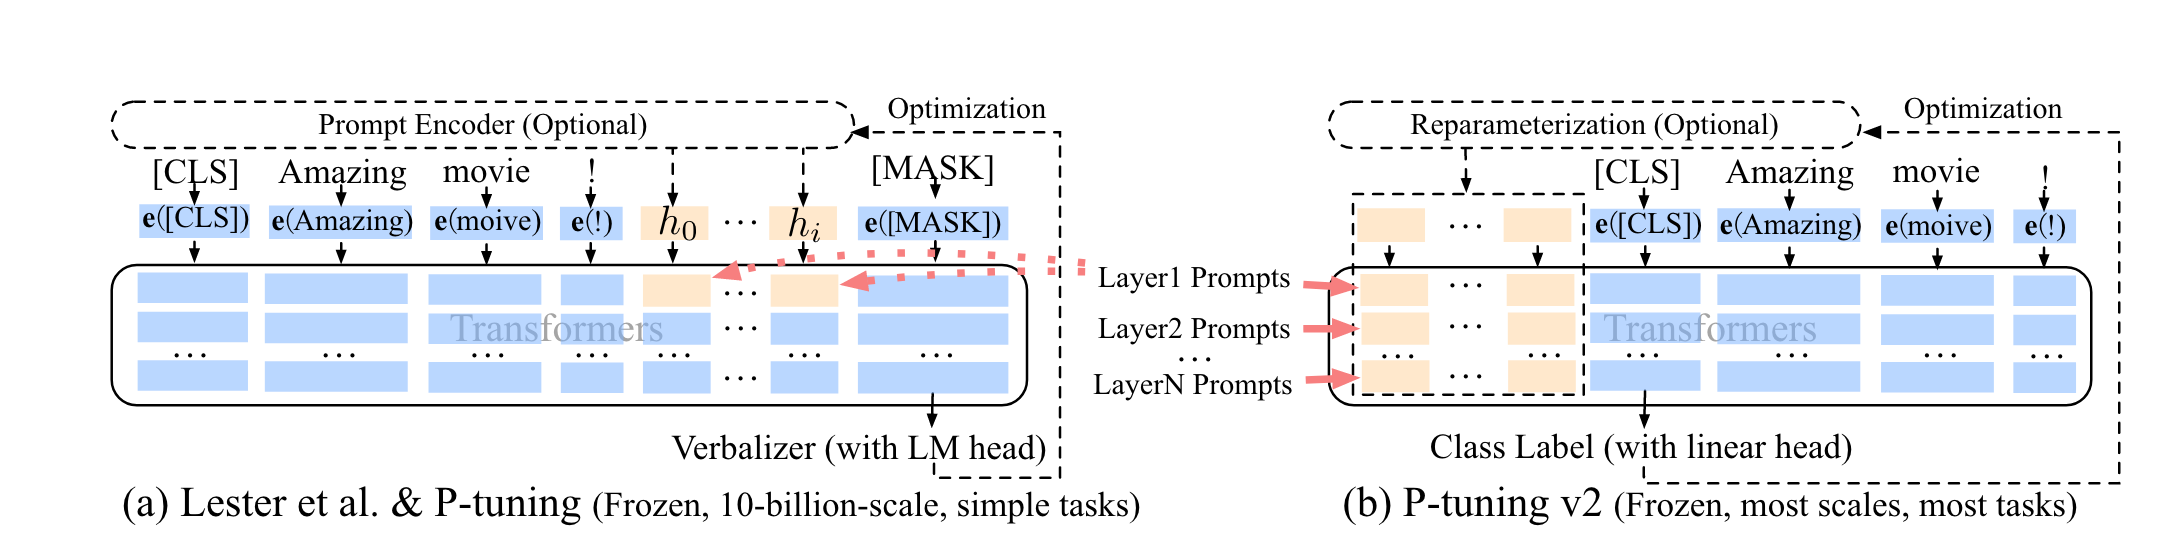 Prompt Encoder (Optional)
Optimization
[CLS] Amazing movie ! [MASK]
e([CLS]) e(Amazing) e(moive) e(!) h0 ··· hi e([MASK])
Transformers
··· ··· ··· ··· ··· ··· ···
Verbalizer (with LM head)
(a) Lester et al. & P-tuning (Frozen, 10-billion-scale, simple tasks)
Layer1 Prompts
Layer2 Prompts
···
LayerN Prompts
Reparameterization (Optional)
Optimization
[CLS] Amazing movie !
··· e([CLS]) e(Amazing) e(moive) e(!)
Transformers
··· ··· ··· ··· ··· ···
Class Label (with linear head)
(b) P-tuning v2 (Frozen, most scales, most tasks)